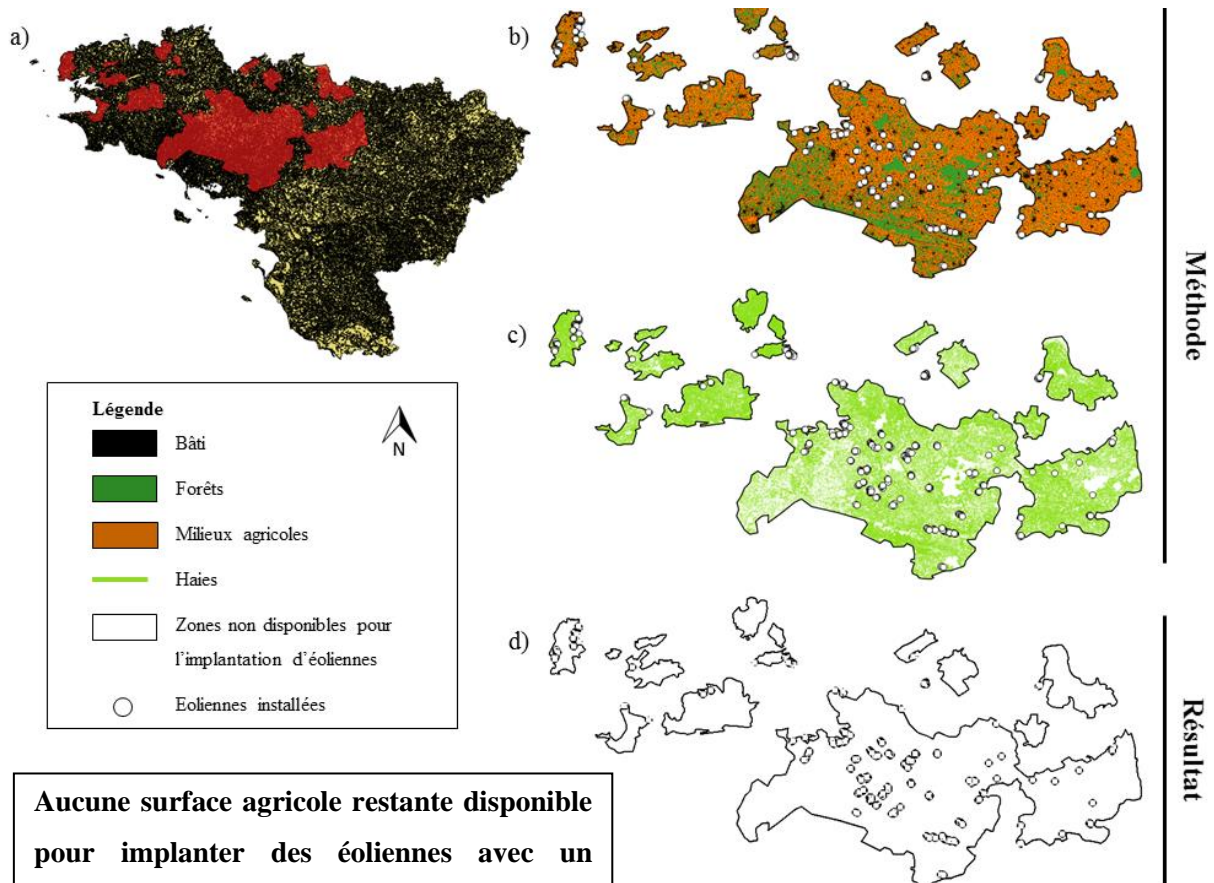 a)
b)
c)
d)
Méthode
Résultat
Légende
Bâti
Forêts
Milieux agricoles
Haies
Zones non disponibles pour
l'implantation d'éoliennes
Eoliennes installées
N
Aucune surface agricole restante disponible
pour implanter des éoliennes avec un